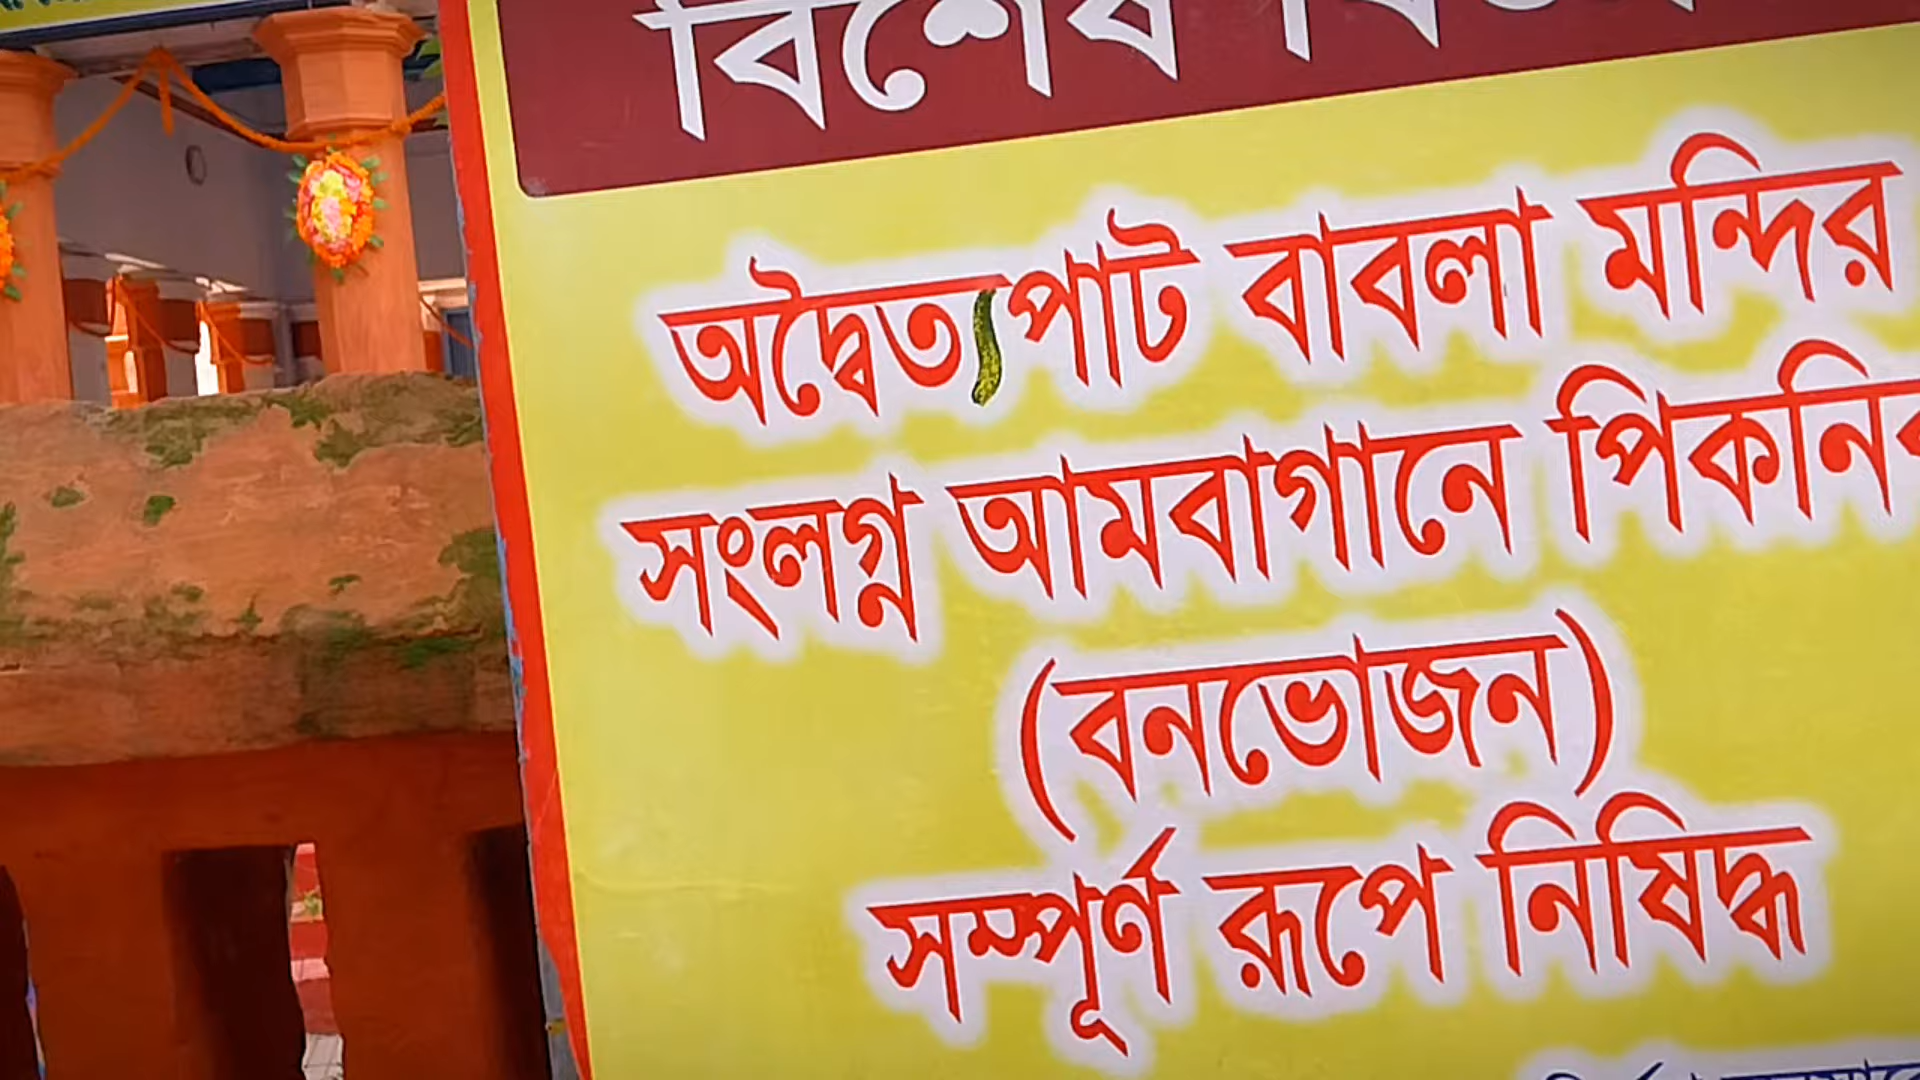 বিশেষ
অদ্বৈত পাট বাবলা মন্দির
সংলগ্ন আমবাগানে পিকনিক
(বনভোজন)
সম্পূর্ণ রূপে নিষিদ্ধ